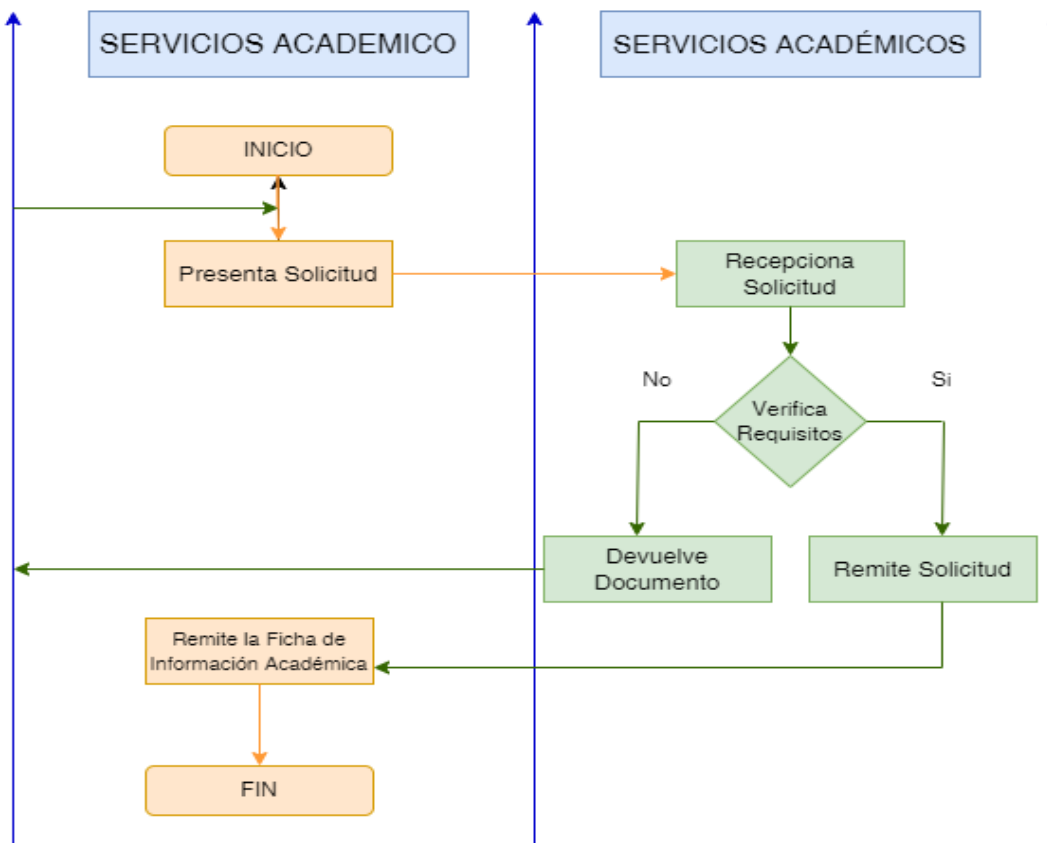 SERVICIOS ACADEMICO
SERVICIOS ACADÉMICOS
INICIO
Presenta Solicitud
Recepciona
Solicitud
No
Si
Verifica
Requisitos
Devuelve
Documento
Remite Solicitud
Remite la Ficha de
Información Académica
FIN